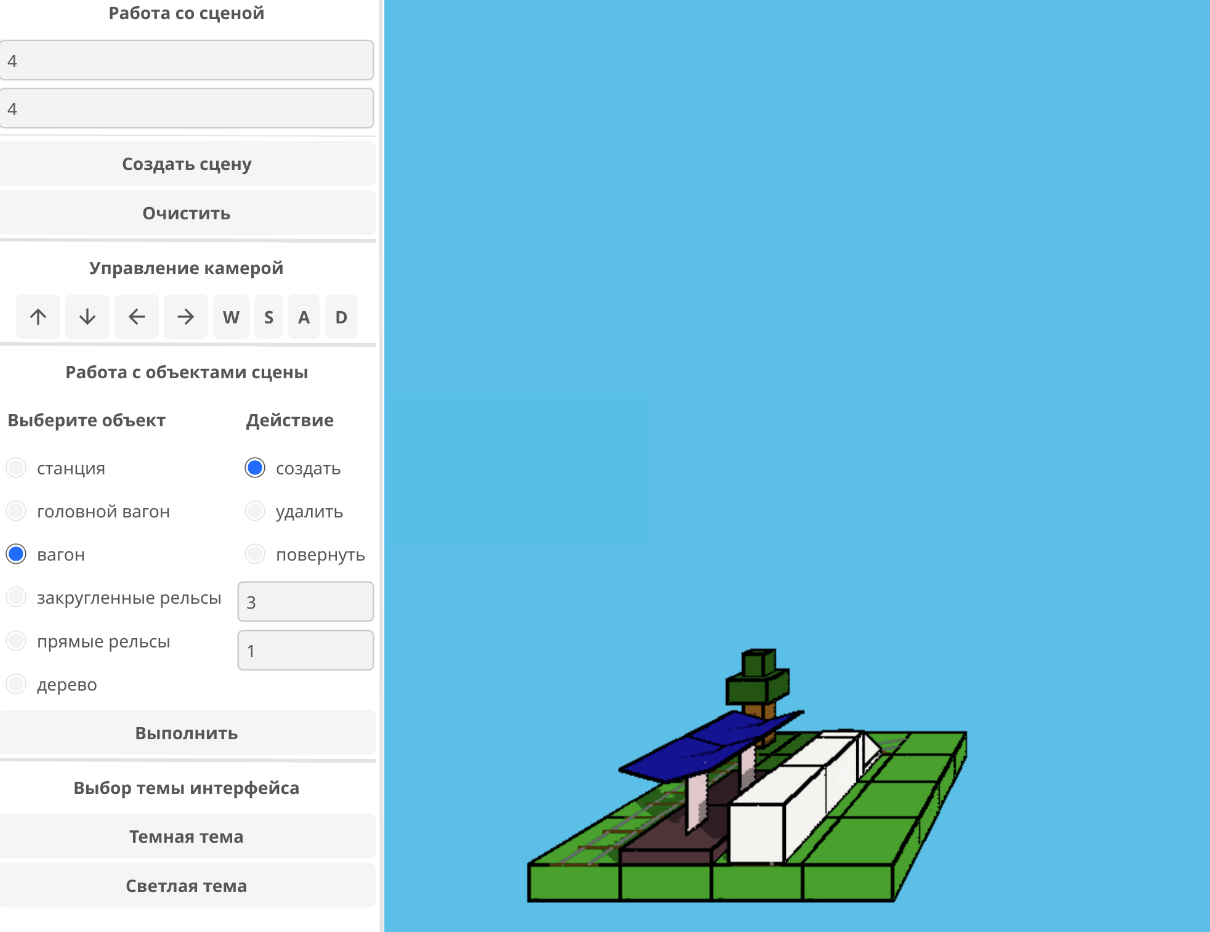 Работа со сценой
4
4
Создать сцену
Очистить
Управление камерой
↑ ↓ ← → W S A D
Работа с объектами сцены
Выберите объект Действие
станция создать
головной вагон удалить
вагон повернуть
закругленные рельсы 3
прямые рельсы 1
дерево
Выполнить
Выбор темы интерфейса
Темная тема
Светлая тема